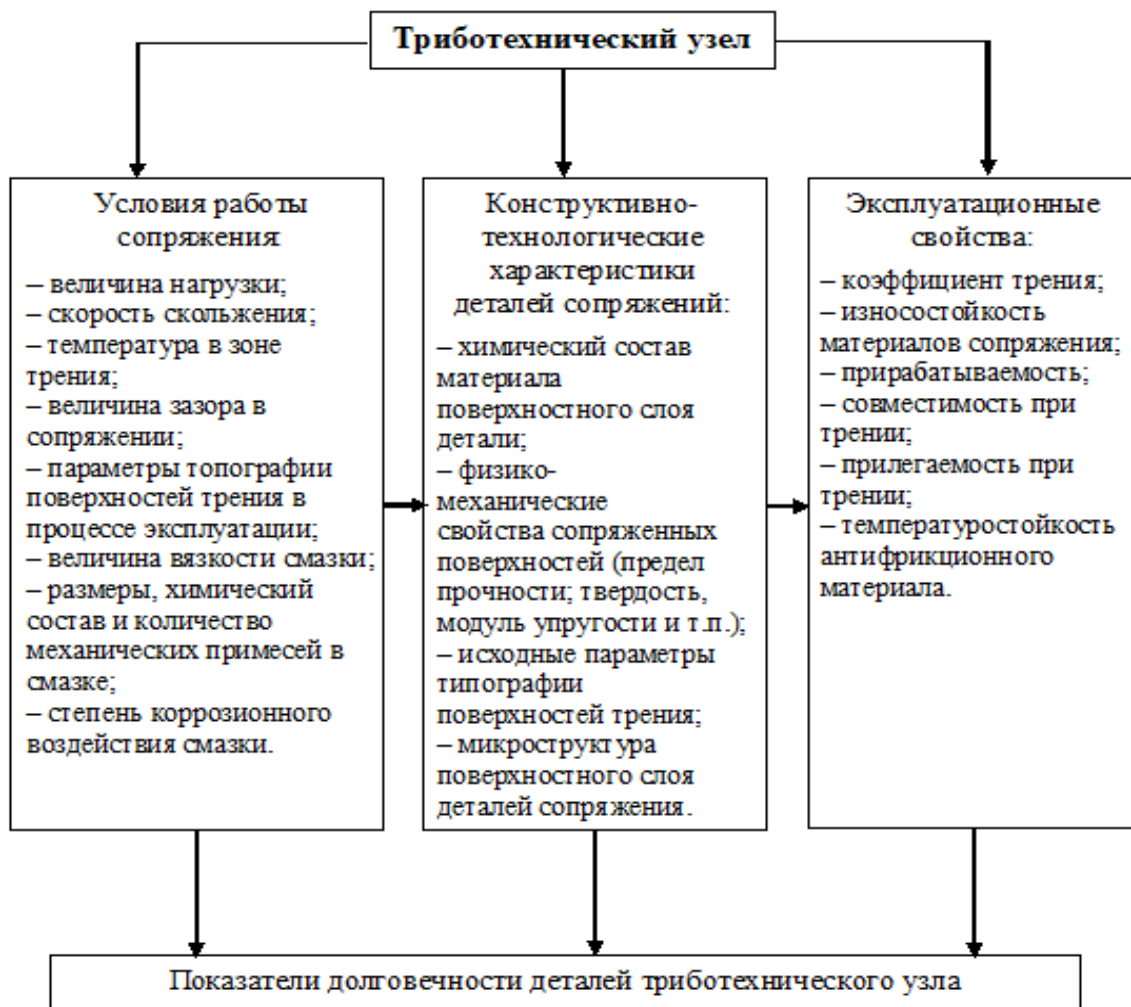 Триботехнический узел
Условия работы
сопряжения
– величина нагрузки;
– скорость скольжения;
– температура в зоне
трения;
– величина зазора в
сопряжении;
– параметры топографии
поверхностей трения в
процессе эксплуатации;
– величина вязкости смазки;
– размеры, химический
состав и количество
механических примесей в
смазке;
– степень коррозионного
воздействия смазки.
Конструктивно-
технологические
характеристики
деталей сопряжений:
– химический состав
материала
поверхностного слоя
детали;
– физико-
механические
свойства сопряженных
поверхностей (предел
прочности; твердость,
модуль упругости и т.п.);
– исходные параметры
типографии
поверхностей трения;
– микроструктура
поверхностного слоя
деталей сопряжения.
Эксплуатационные
свойства:
– коэффициент трения;
– износостойкость
материалов сопряжения;
– прирабатываемость;
– совместимость при
трении;
– прилегаемость при
трении;
– температуростойкость
антифрикционного
материала.
Показатели долговечности деталей триботехнического узла